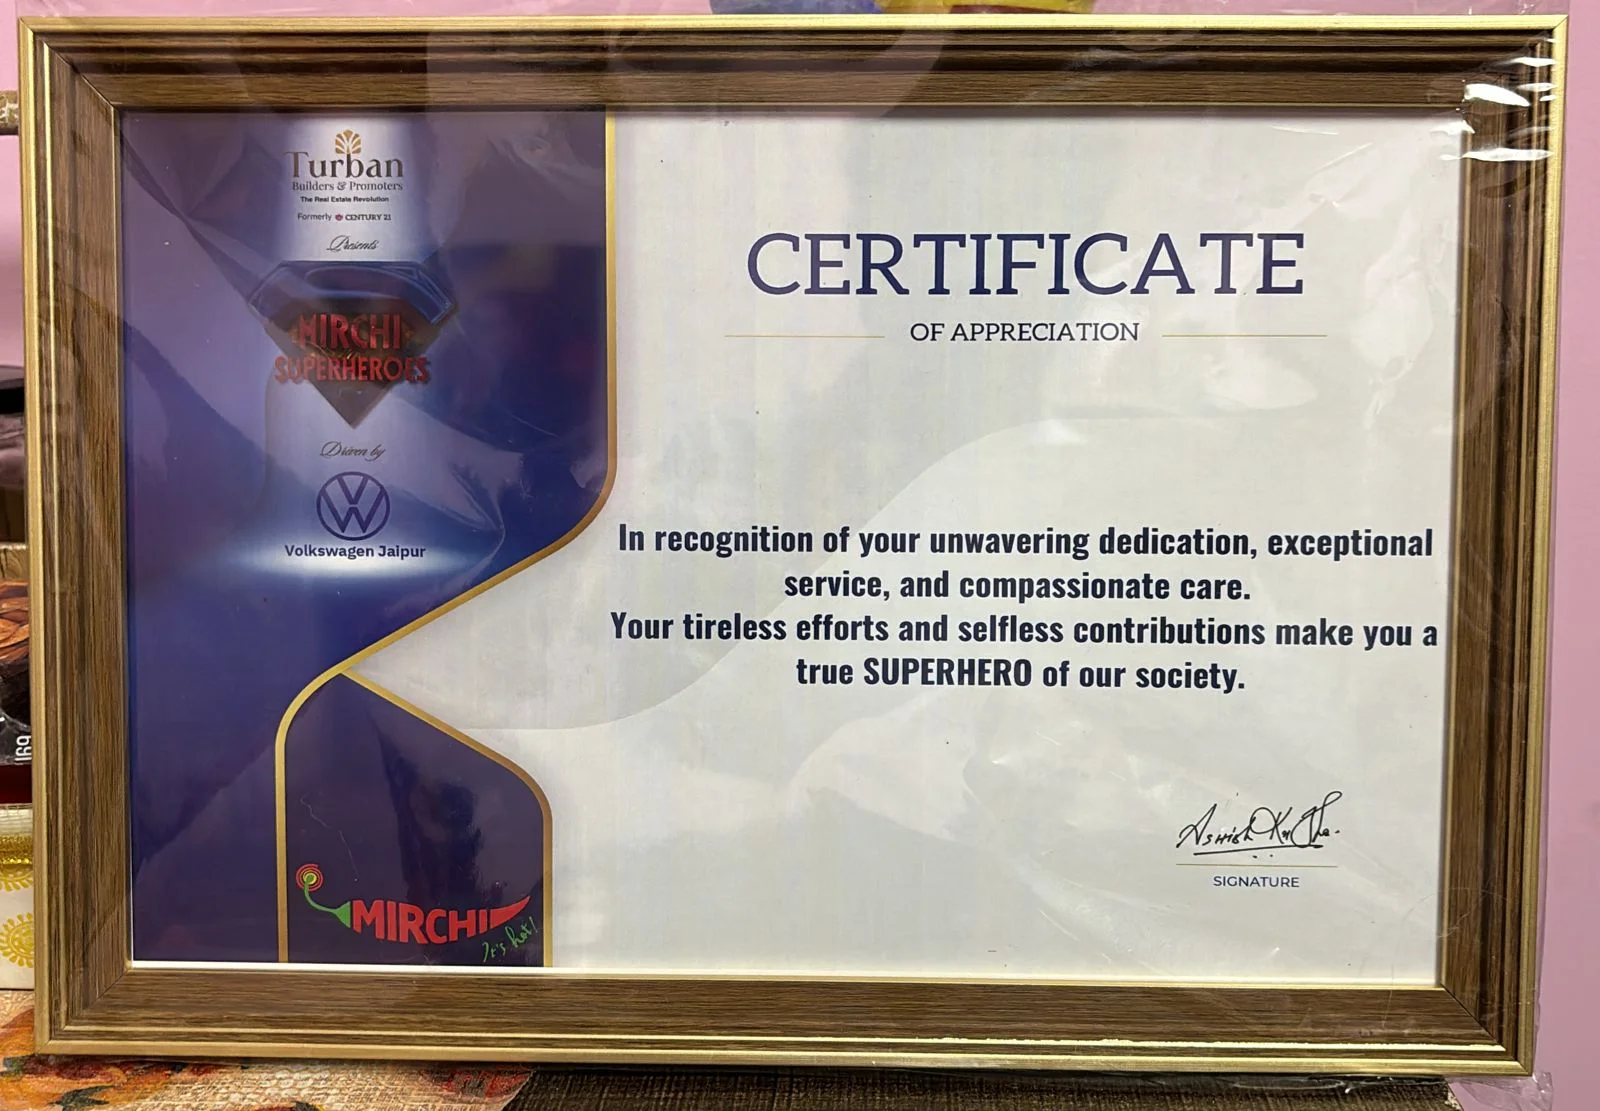 Turban
Builders & Promoters
The Real Estate Revolution
Formerly CENTURY 21
Presents
MIRCHI
SUPERHEROES
Driven by
Volkswagen Jaipur
CERTIFICATE
OF APPRECIATION
In recognition of your unwavering dedication, exceptional
service, and compassionate care.
Your tireless efforts and selfless contributions make you a
true SUPERHERO of our society.
Ashish
SIGNATURE
MIRCHI
It's hot!